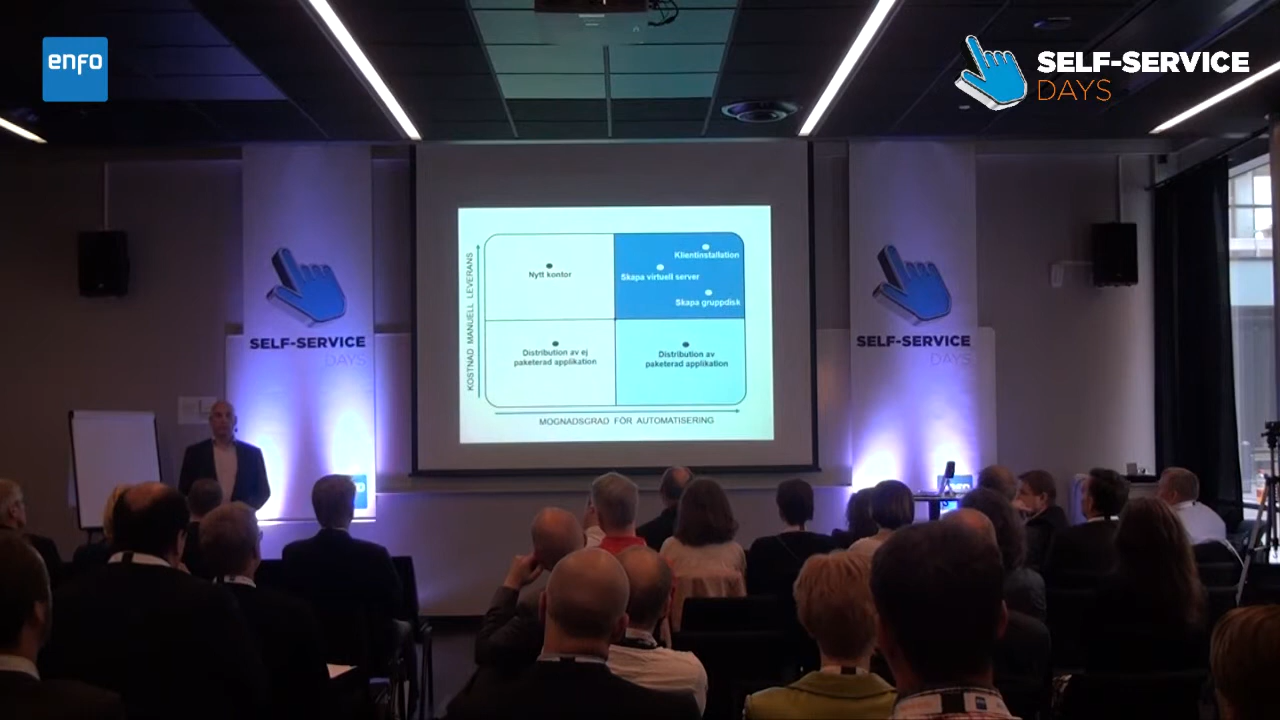 enfo
SELF-SERVICE
DAYS
KOSTNAD MANUELL LEVERANS
Nytt kontor
Klientinstallation
Skapa virtuell server
Skapa gruppdisk
Distribution av ej
paketerad applikation
Distribution av
paketerad applikation
MOGNADSGRAD FÖR AUTOMATISERING
SELF-SERVICE
DAYS
SELF-SERVICE
DAYS